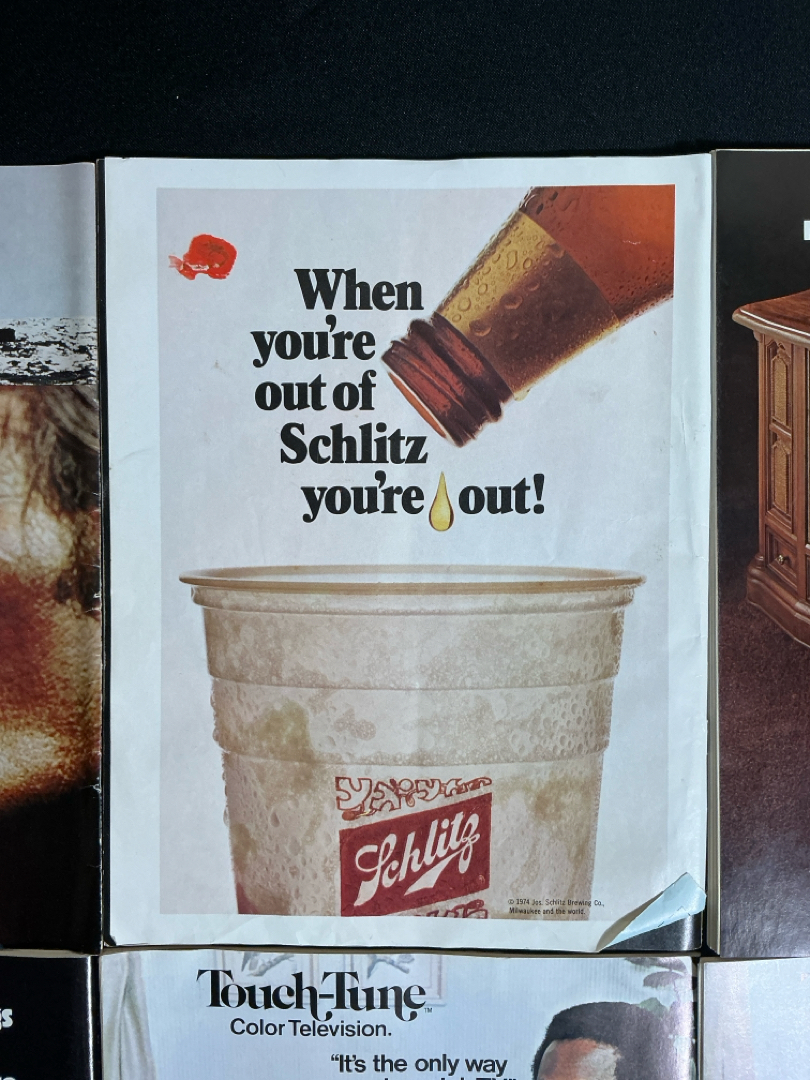 When
you're
out of
Schlitz
you're out!
Schlitz
© 1974 Jos. Schlitz Brewing Co.,
Milwaukee and the world.
Touch-Tune™
Color Television.
"It's the only way